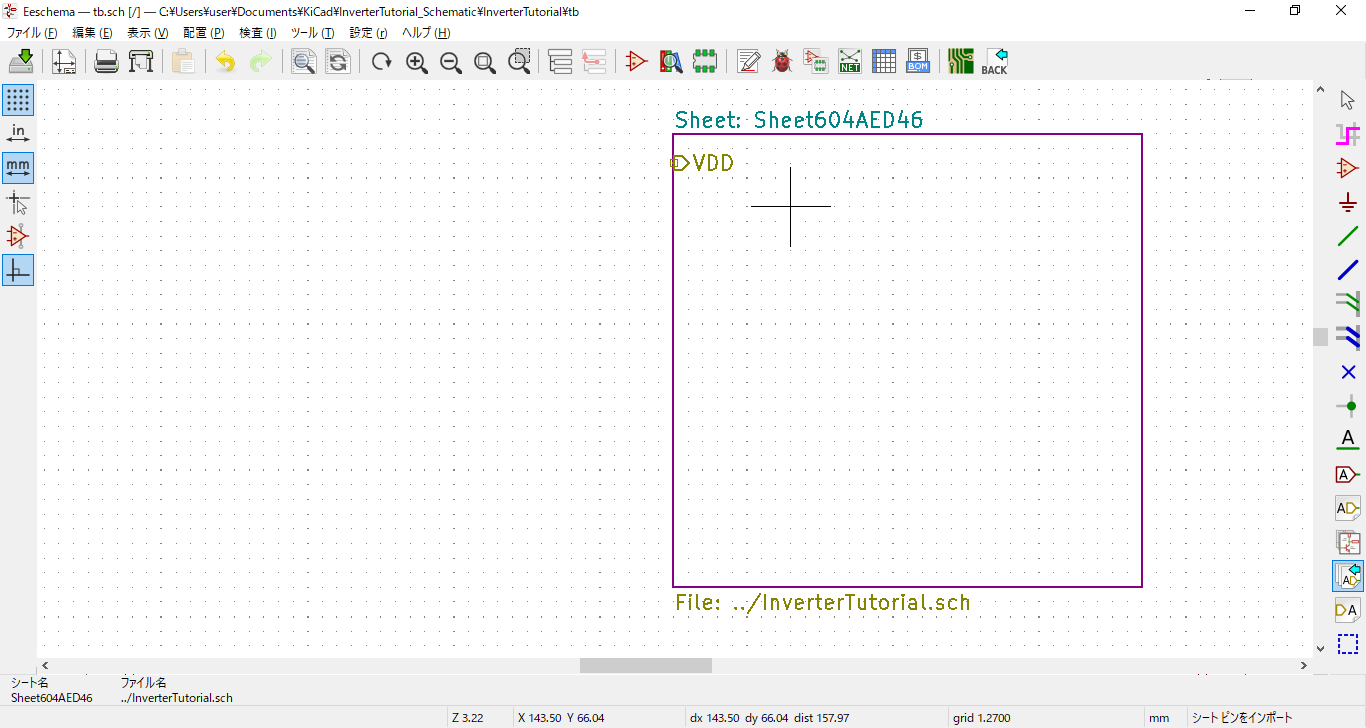 Eeschema — tb.sch [/] — C:¥Users¥user¥Documents¥KiCad¥InverterTutorial_Schematic¥InverterTutorial¥tb
ファイル (F) 編集 (E) 表示 (V) 配置 (P) 検査 (I) ツール (T) 設定 (r) ヘルプ (H)
NET
$
BOM
BACK
in
mm
Sheet: Sheet604AED46
VDD
File: ../InverterTutorial.sch
A
A
AD
AD
DA
シート名 ファイル名
Sheet604AED46 ../InverterTutorial.sch
Z 3.22 X 143.50 Y 66.04 dx 143.50 dy 66.04 dist 157.97 grid 1.2700 mm シートピンをインポート